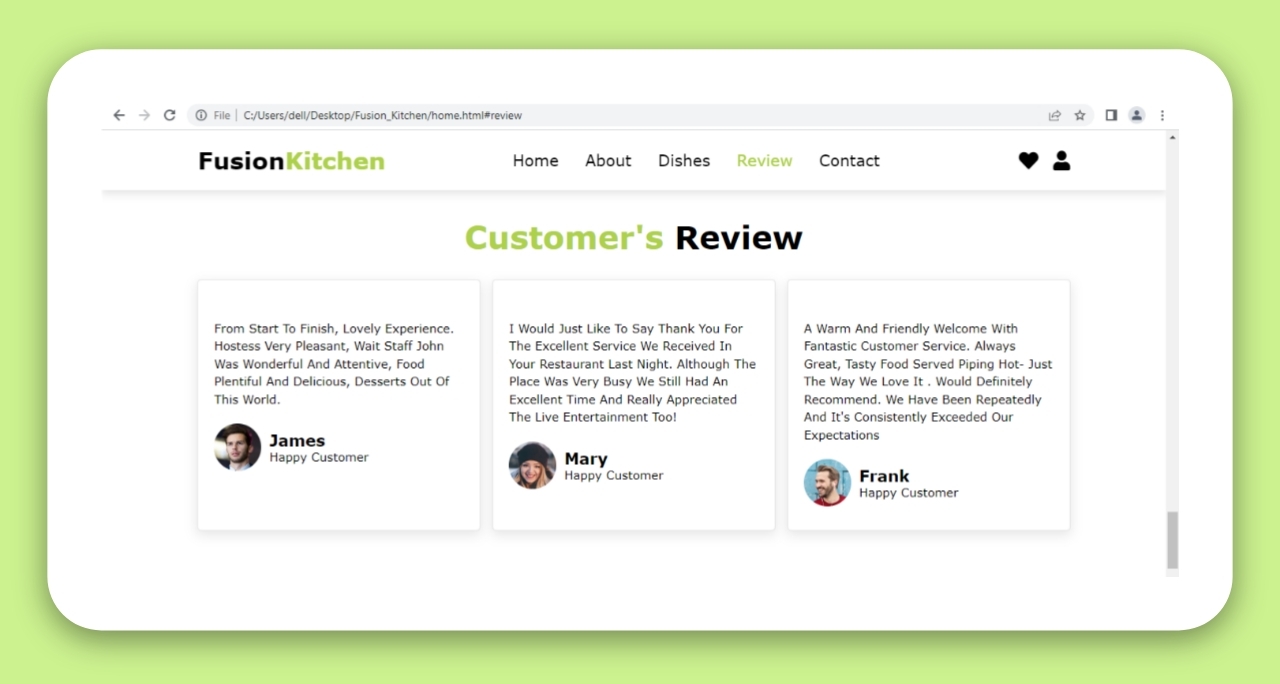 File | C:/Users/dell/Desktop/Fusion_Kitchen/home.html#review
FusionKitchen
Home About Dishes Review Contact
Customer's Review
From Start To Finish, Lovely Experience.
Hostess Very Pleasant, Wait Staff John
Was Wonderful And Attentive, Food
Plentiful And Delicious, Desserts Out Of
This World.
James
Happy Customer
I Would Just Like To Say Thank You For
The Excellent Service We Received In
Your Restaurant Last Night. Although The
Place Was Very Busy We Still Had An
Excellent Time And Really Appreciated
The Live Entertainment Too!
Mary
Happy Customer
A Warm And Friendly Welcome With
Fantastic Customer Service. Always
Great, Tasty Food Served Piping Hot- Just
The Way We Love It . Would Definitely
Recommend. We Have Been Repeatedly
And It's Consistently Exceeded Our
Expectations
Frank
Happy Customer